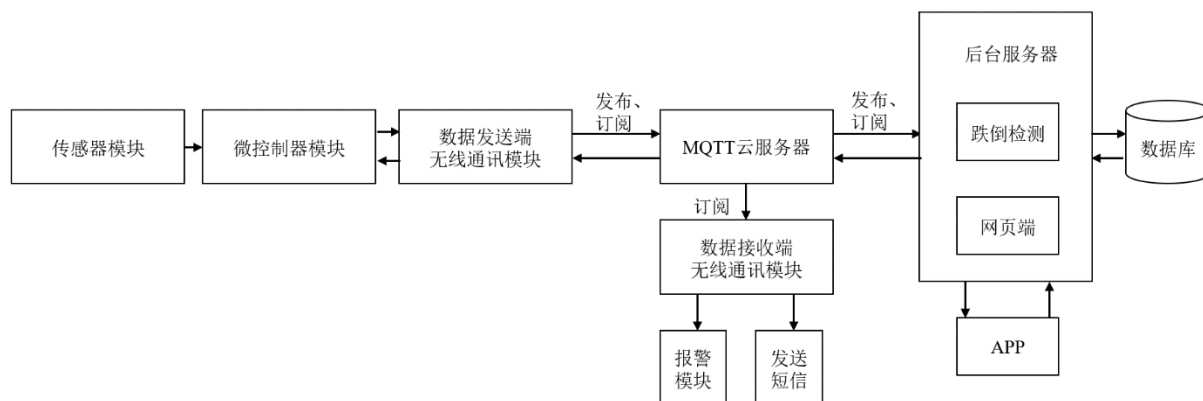 传感器模块
微控制器模块
数据发送端
无线通讯模块
发布、
订阅
MQTT云服务器
发布、
订阅
后台服务器
跌倒检测
网页端
数据库
订阅
数据接收端
无线通讯模块
报警
模块
发送
短信
APP